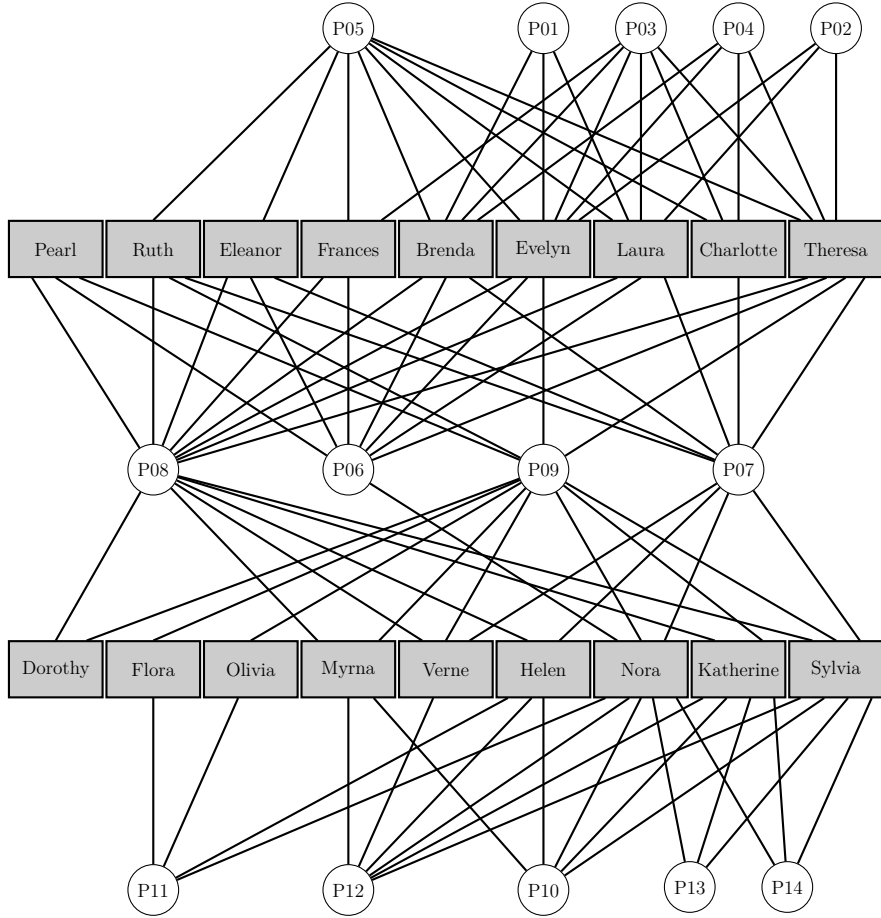 P05 P01 P03 P04 P02
Pearl Ruth Eleanor Frances Brenda Evelyn Laura Charlotte Theresa
P08 P06 P09 P07
Dorothy Flora Olivia Myrna Verne Helen Nora Katherine Sylvia
P11 P12 P10 P13 P14